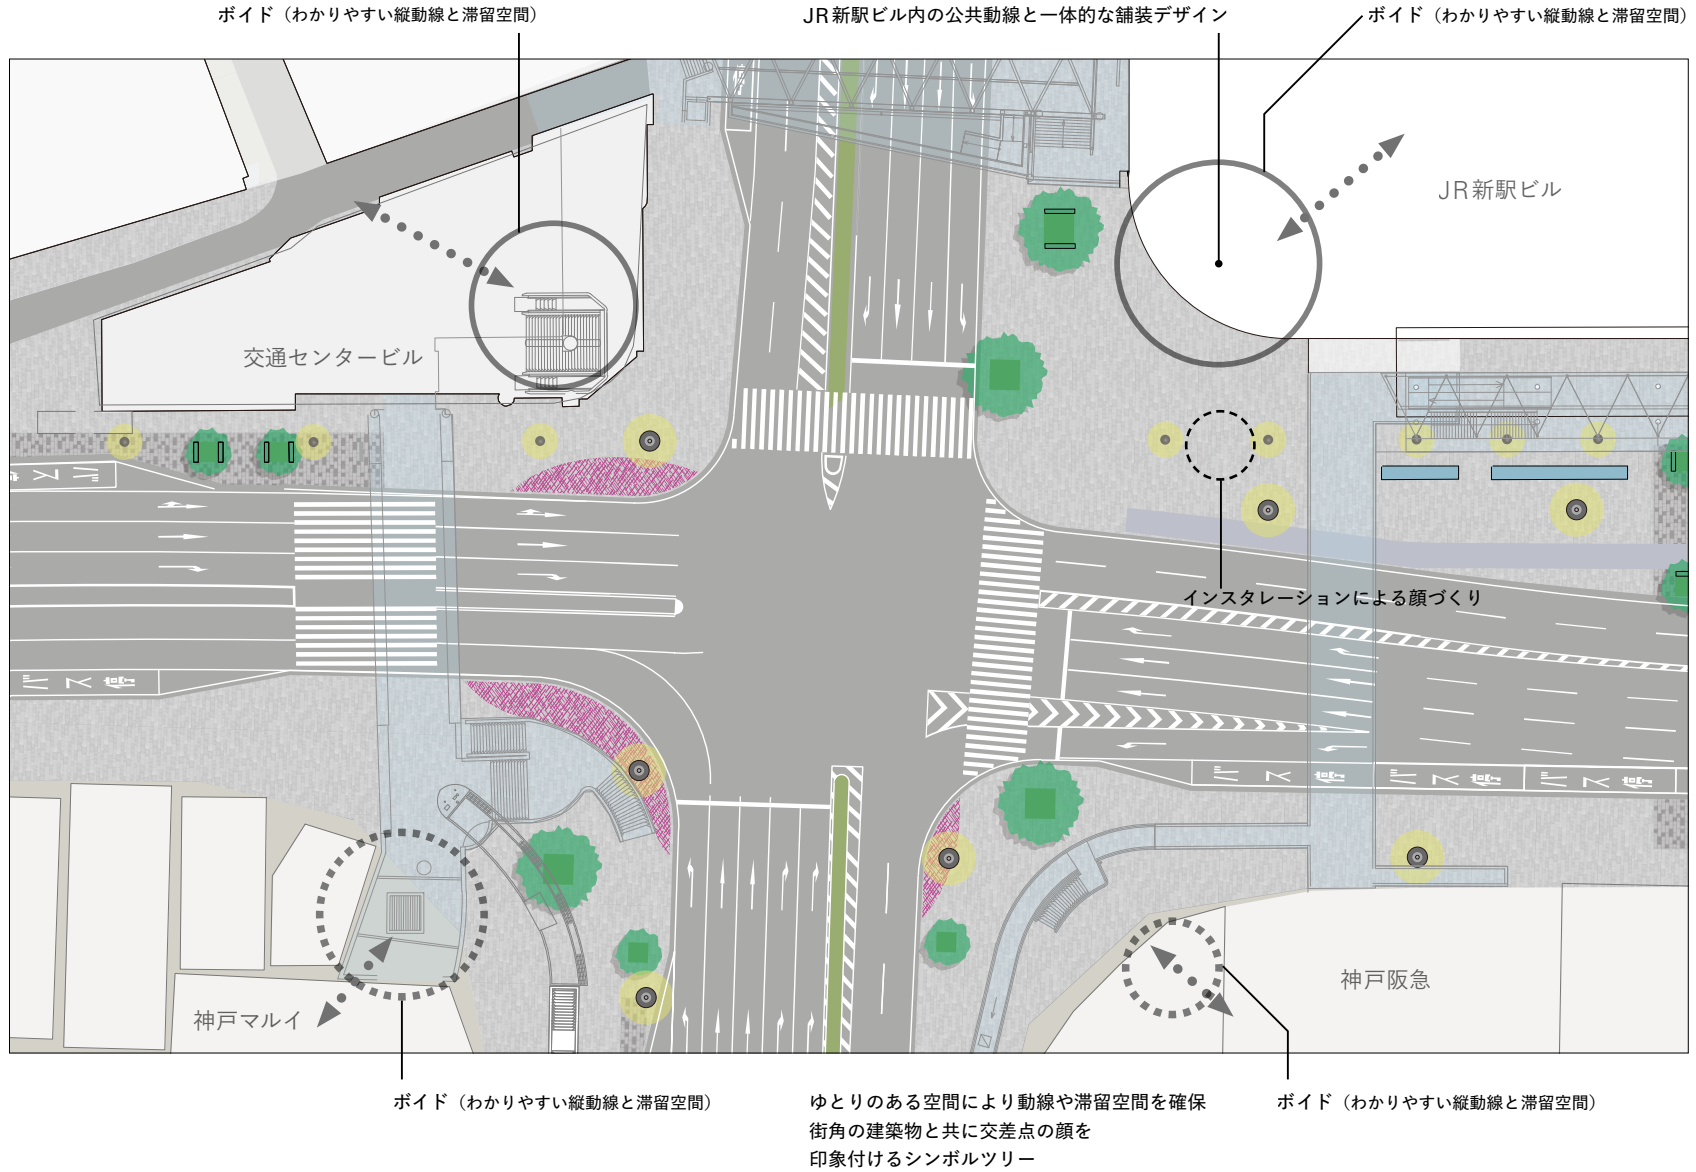 ボイド（わかりやすい縦動線と滞留空間）
JR新駅ビル内の公共動線と一体的な舗装デザイン
ボイド（わかりやすい縦動線と滞留空間）
JR新駅ビル
交通センタービル
インスタレーションによる顔づくり
神戸阪急
神戸マルイ
ボイド（わかりやすい縦動線と滞留空間）
ゆとりのある空間により動線や滞留空間を確保
街角の建築物と共に交差点の顔を
印象付けるシンボルツリー
ボイド（わかりやすい縦動線と滞留空間）